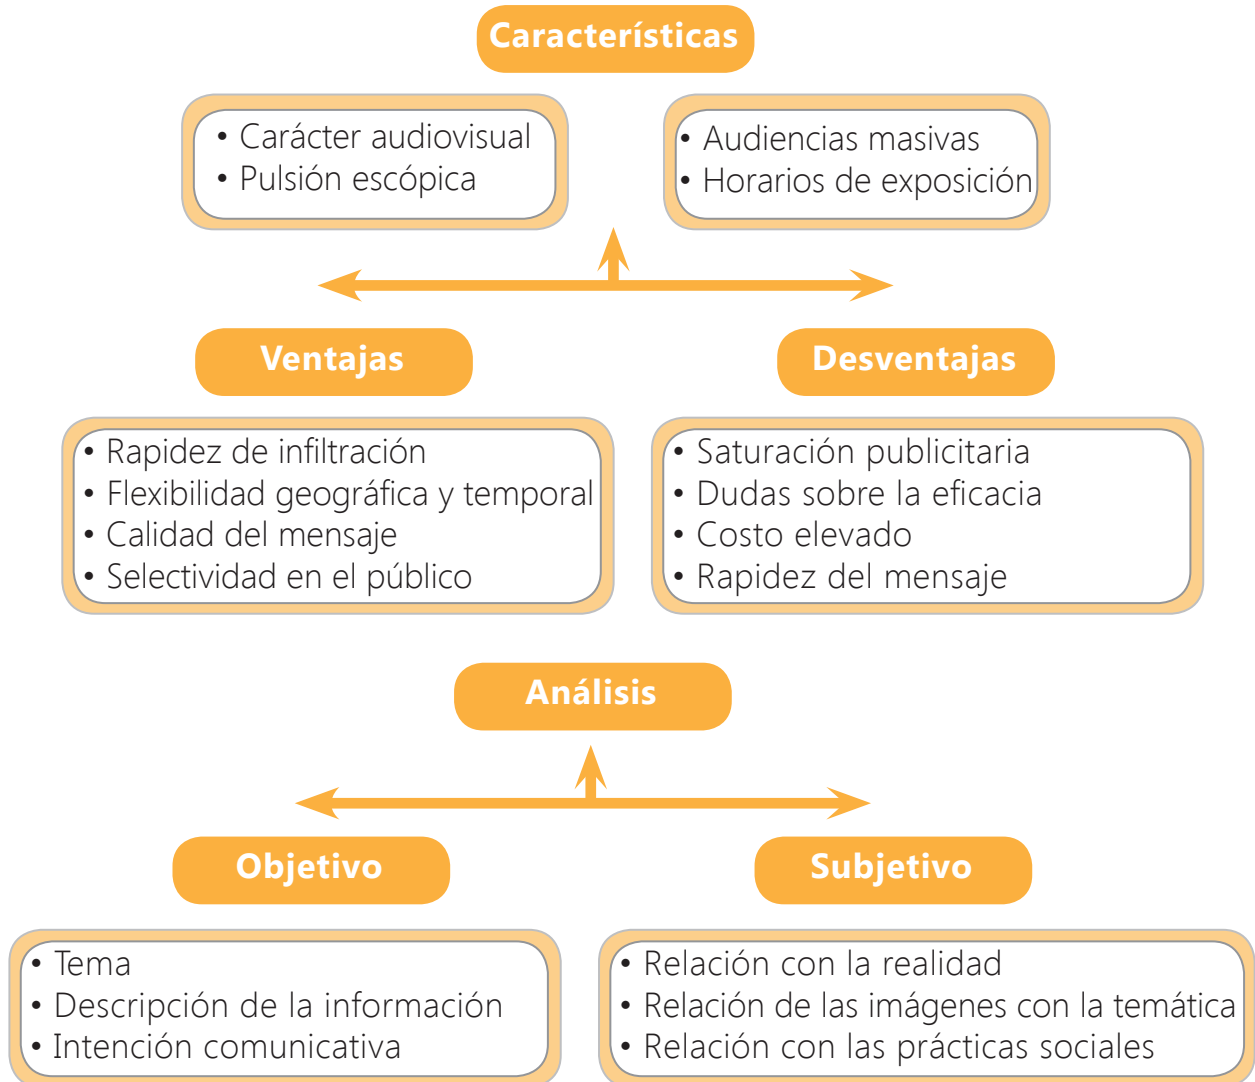 Características
• Carácter audiovisual
• Pulsión escópica
• Audiencias masivas
• Horarios de exposición
Ventajas
• Rapidez de infiltración
• Flexibilidad geográfica y temporal
• Calidad del mensaje
• Selectividad en el público
Desventajas
• Saturación publicitaria
• Dudas sobre la eficacia
• Costo elevado
• Rapidez del mensaje
Análisis
Objetivo
• Tema
• Descripción de la información
• Intención comunicativa
Subjetivo
• Relación con la realidad
• Relación de las imágenes con la temática
• Relación con las prácticas sociales